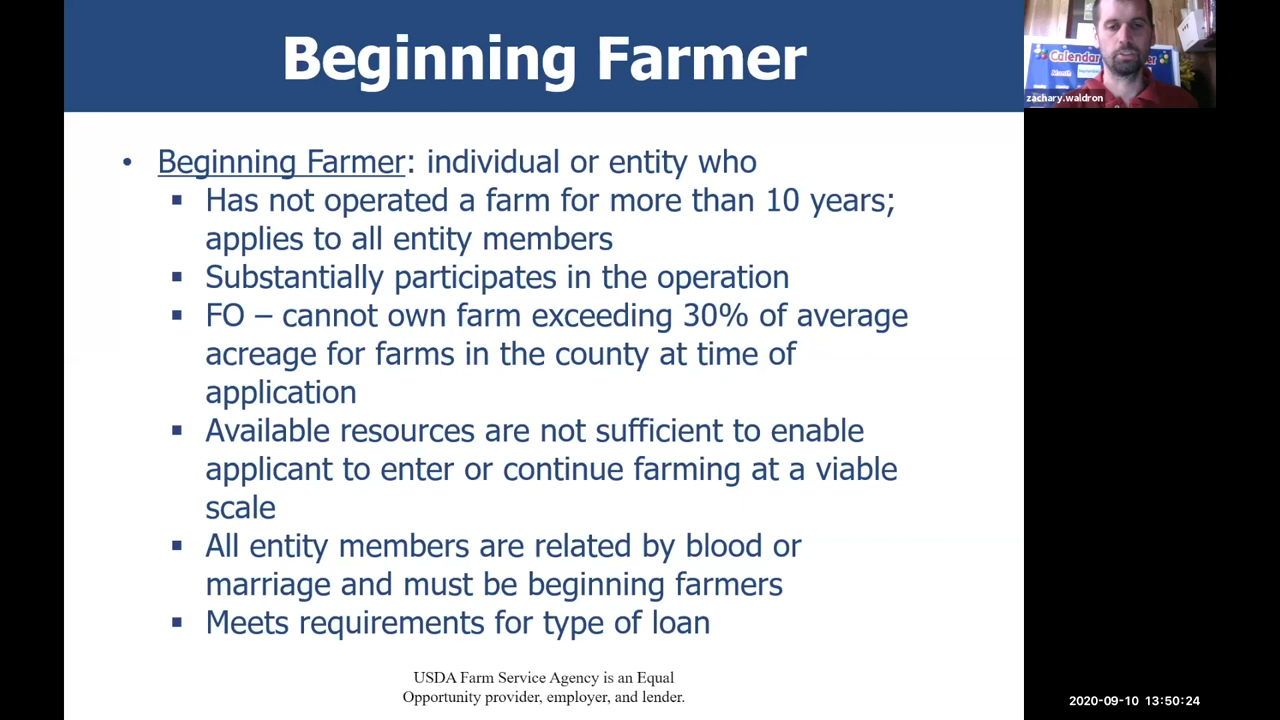 Beginning Farmer
• Beginning Farmer: individual or entity who
▪ Has not operated a farm for more than 10 years;
applies to all entity members
▪ Substantially participates in the operation
▪ FO – cannot own farm exceeding 30% of average
acreage for farms in the county at time of
application
▪ Available resources are not sufficient to enable
applicant to enter or continue farming at a viable
scale
▪ All entity members are related by blood or
marriage and must be beginning farmers
▪ Meets requirements for type of loan
USDA Farm Service Agency is an Equal
Opportunity provider, employer, and lender.
Calendar
Month
zachary.waldron
2020-09-10 13:50:24